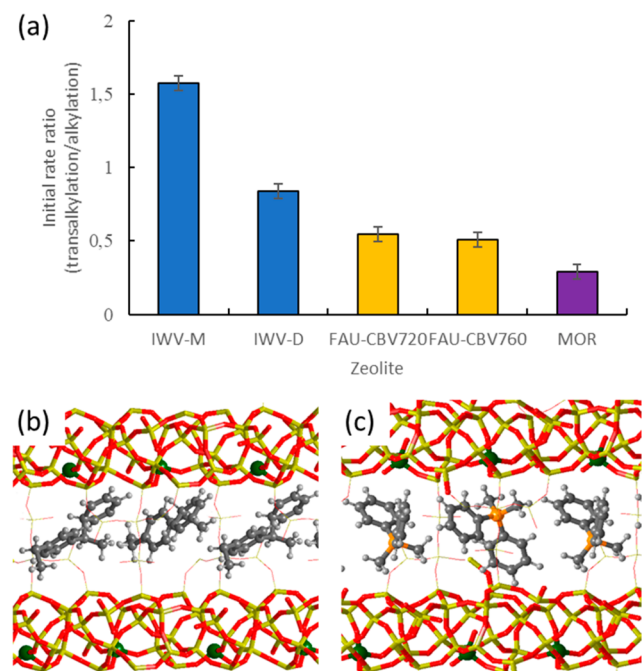 (a)
2
1,5
1
0,5
0
Initial rate ratio
(transalkylation/alkylation)
IWV-M IWV-D FAU-CBV720 FAU-CBV760 MOR
Zeolite
(b)
(c)